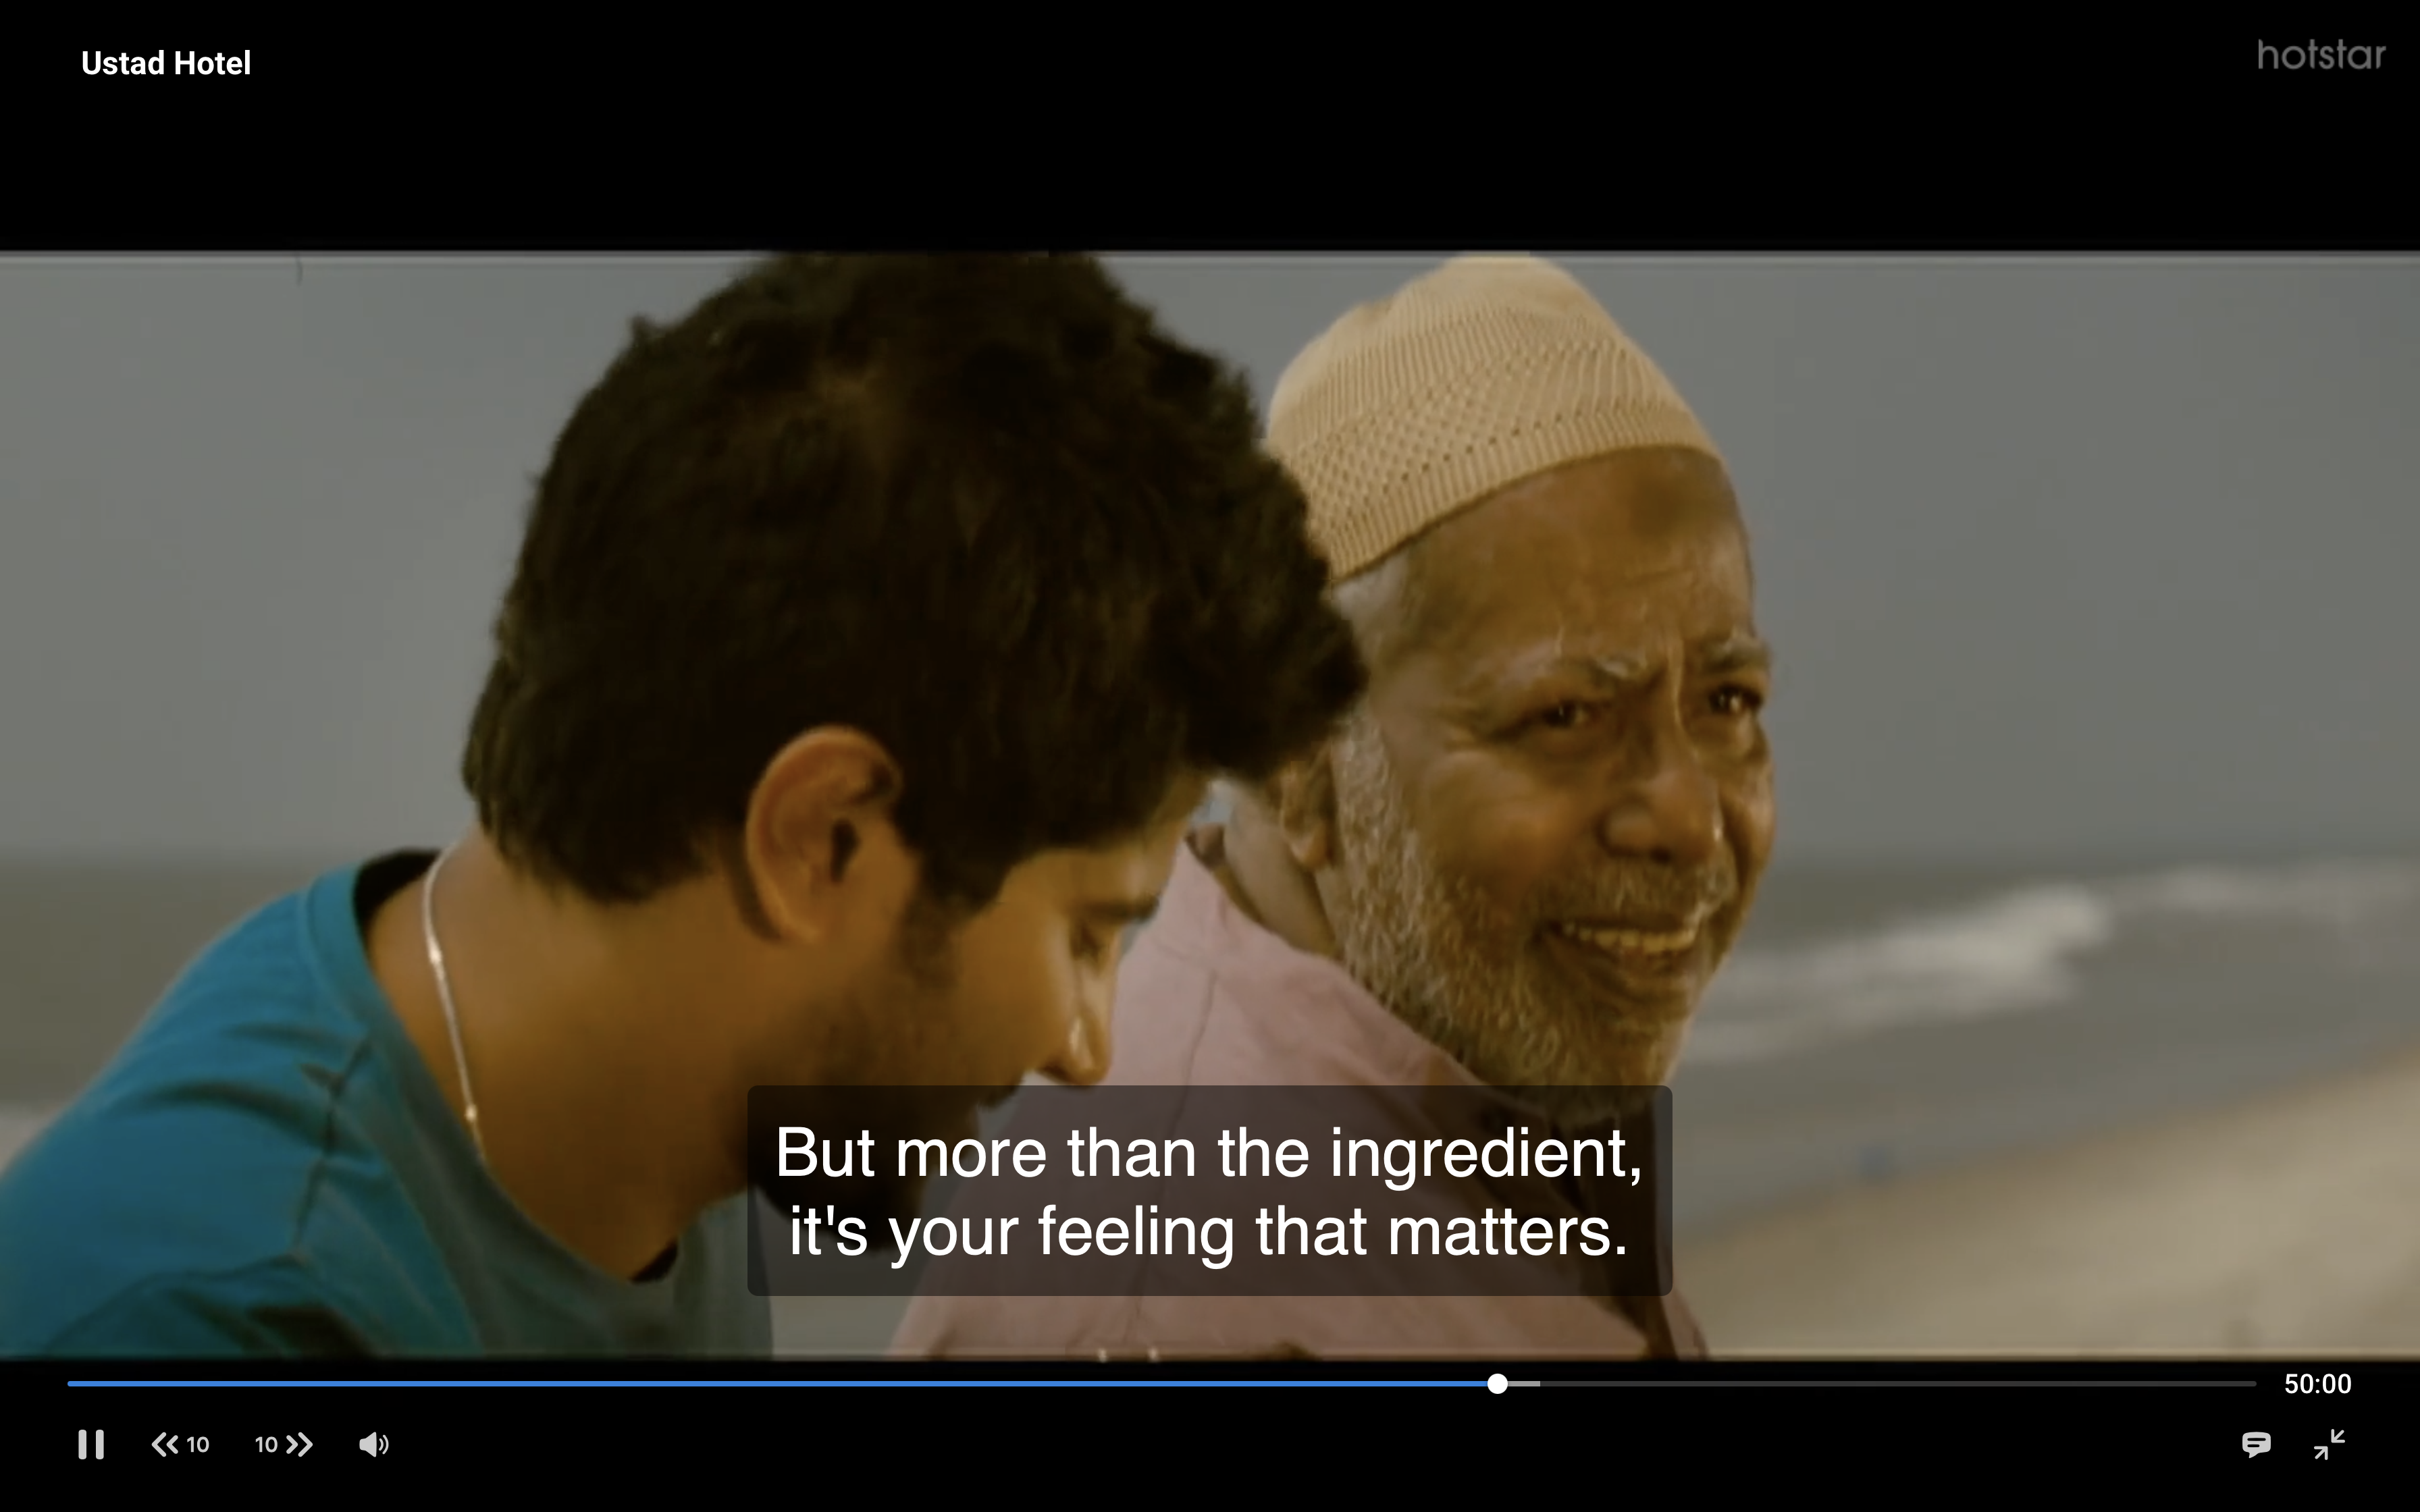 Ustad Hotel
hotstar
But more than the ingredient,
it's your feeling that matters.
50:00
10
10